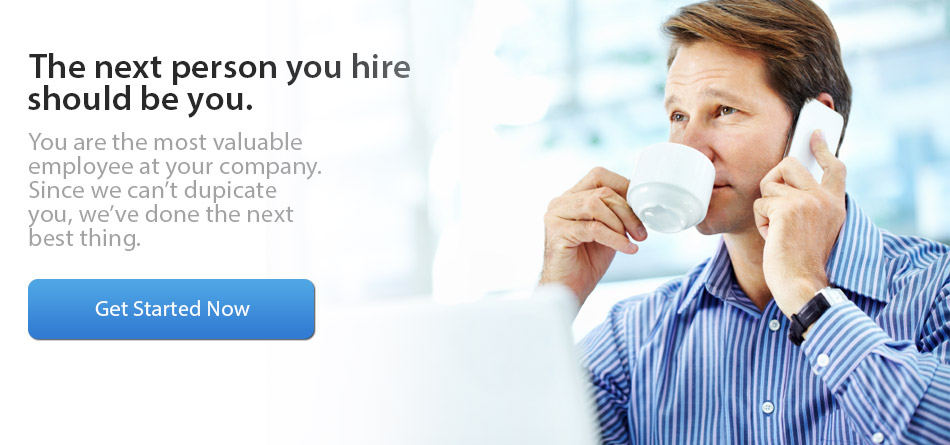 The next person you hire
should be you.
You are the most valuable
employee at your company.
Since we can’t dupicate
you, we’ve done the next
best thing.
Get Started Now